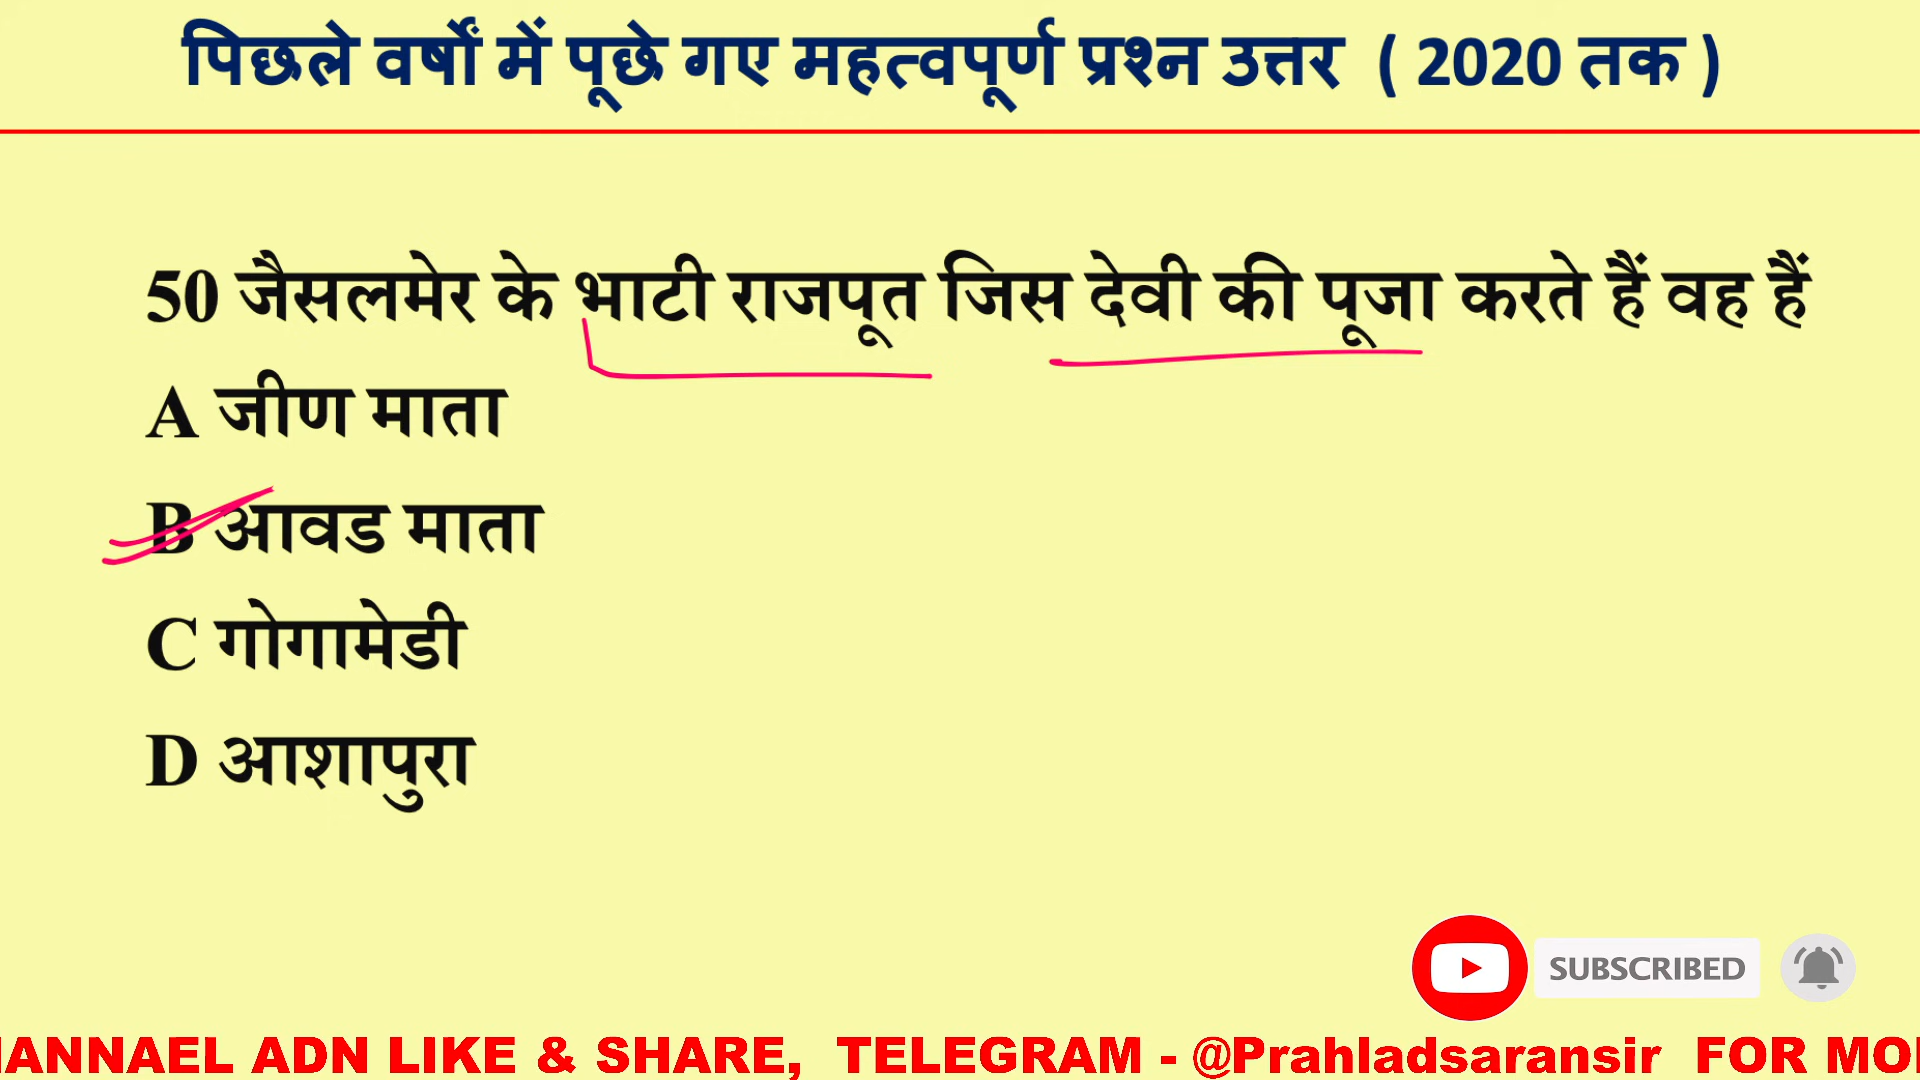 पिछले वर्षों में पूछे गए महत्वपूर्ण प्रश्न उत्तर ( 2020 तक )
50 जैसलमेर के भाटी राजपूत जिस देवी की पूजा करते हैं वह हैं
A जीण माता
B आवड माता
C गोगामेडी
D आशापुरा
SUBSCRIBED
HANNAEL ADN LIKE & SHARE, TELEGRAM - @Prahladsaransir FOR MO